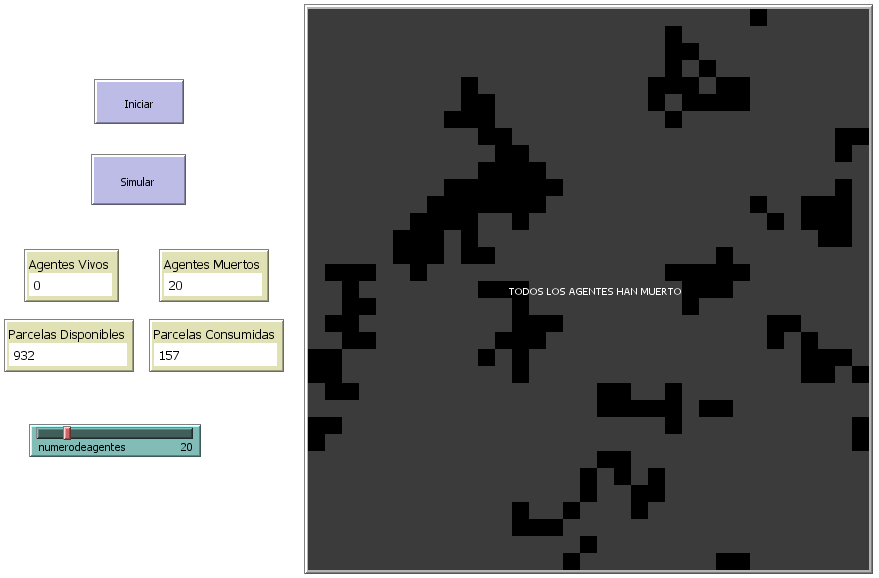 Iniciar
Simular
Agentes Vivos
0
Agentes Muertos
20
Parcelas Disponibles
932
Parcelas Consumidas
157
numerodeagentes 20
TODOS LOS AGENTES HAN MUERTO